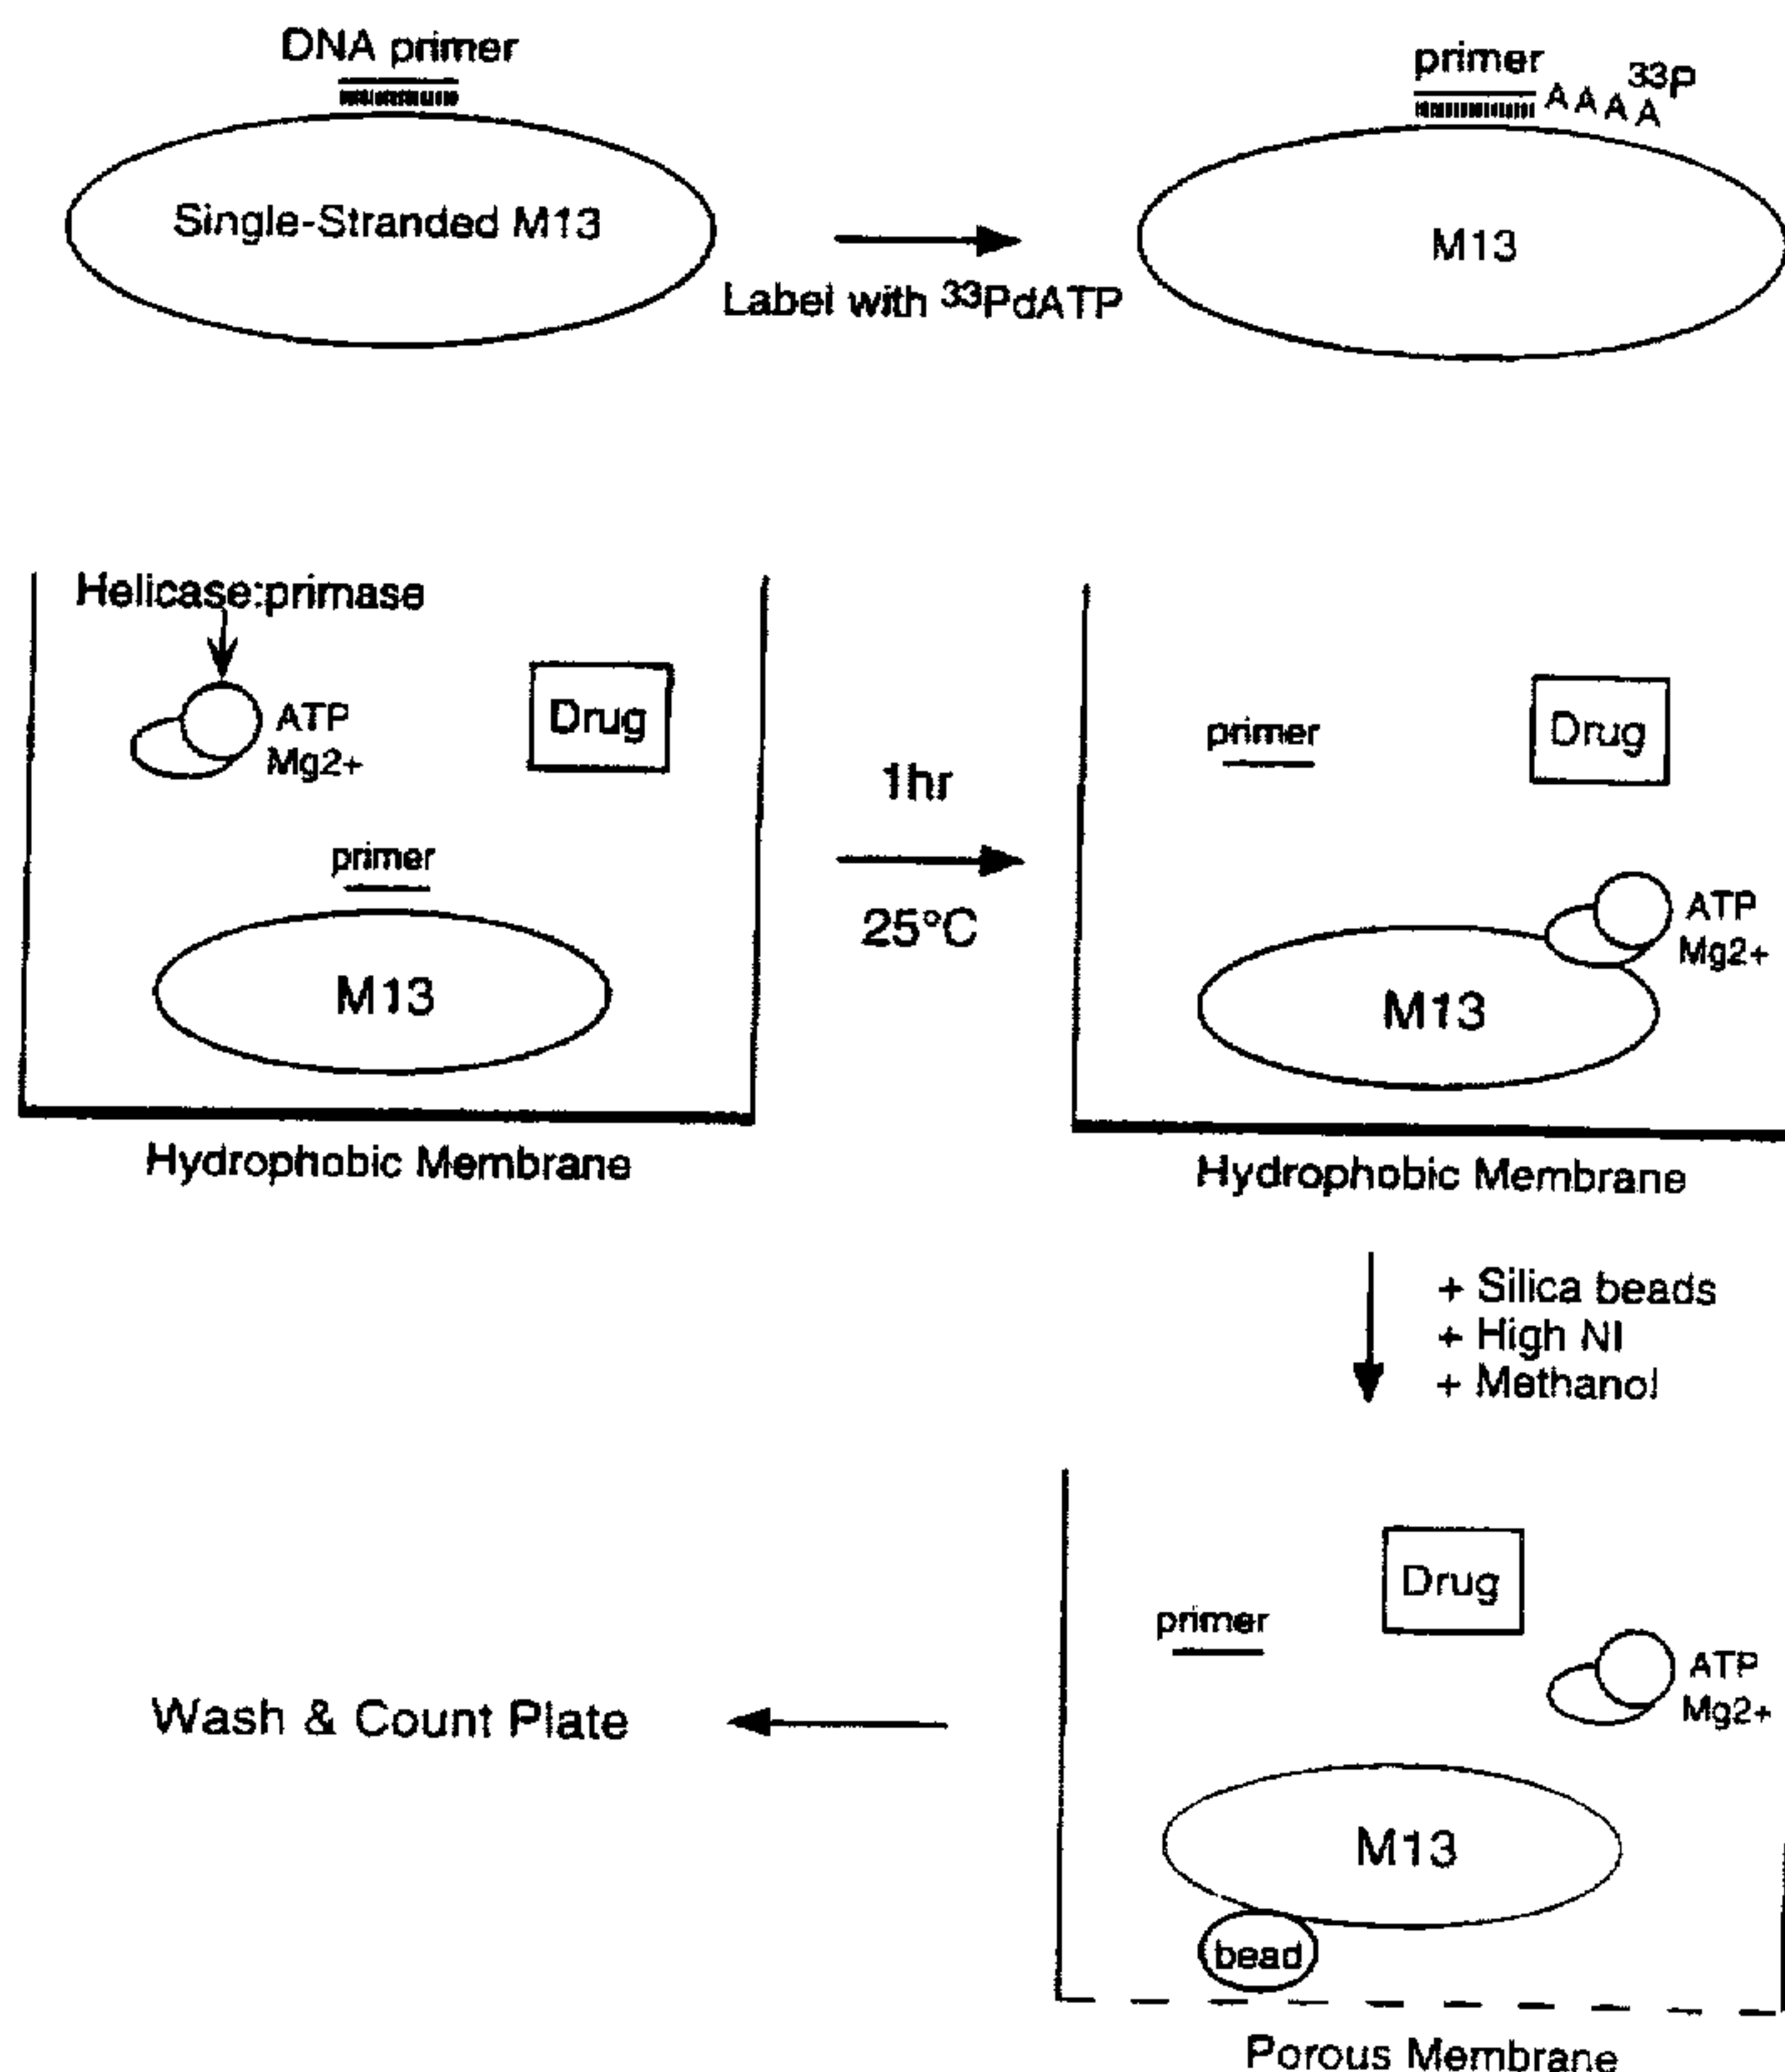 DNA primer
Single-Stranded M13
Label with ³³PdATP
primer
A A A A ³³P
M13
Helicase:primase
ATP
Mg2+
Drug
primer
M13
Hydrophobic Membrane
1hr
25°C
primer
Drug
ATP
Mg2+
M13
Hydrophobic Membrane
+ Silica beads
+ High NI
+ Methanol
Drug
primer
ATP
Mg2+
M13
bead
Porous Membrane
Wash & Count Plate